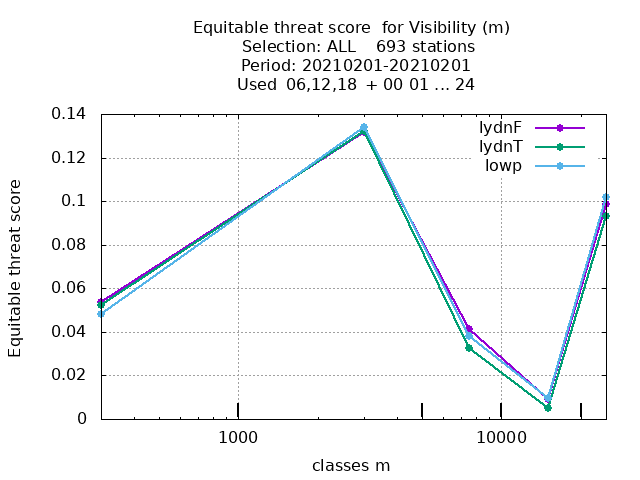 Equitable threat score  for Visibility (m)
Selection: ALL    693 stations
Period: 20210201-20210201
Used  06,12,18  + 00 01 ... 24
0.14
0.12
0.1
0.08
0.06
0.04
0.02
0
Equitable threat score
lydnF
lydnT
lowp
1000 10000
classes m